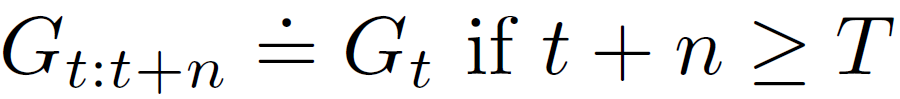 G_{t:t+n} ≐ G_t if t + n ≥ T